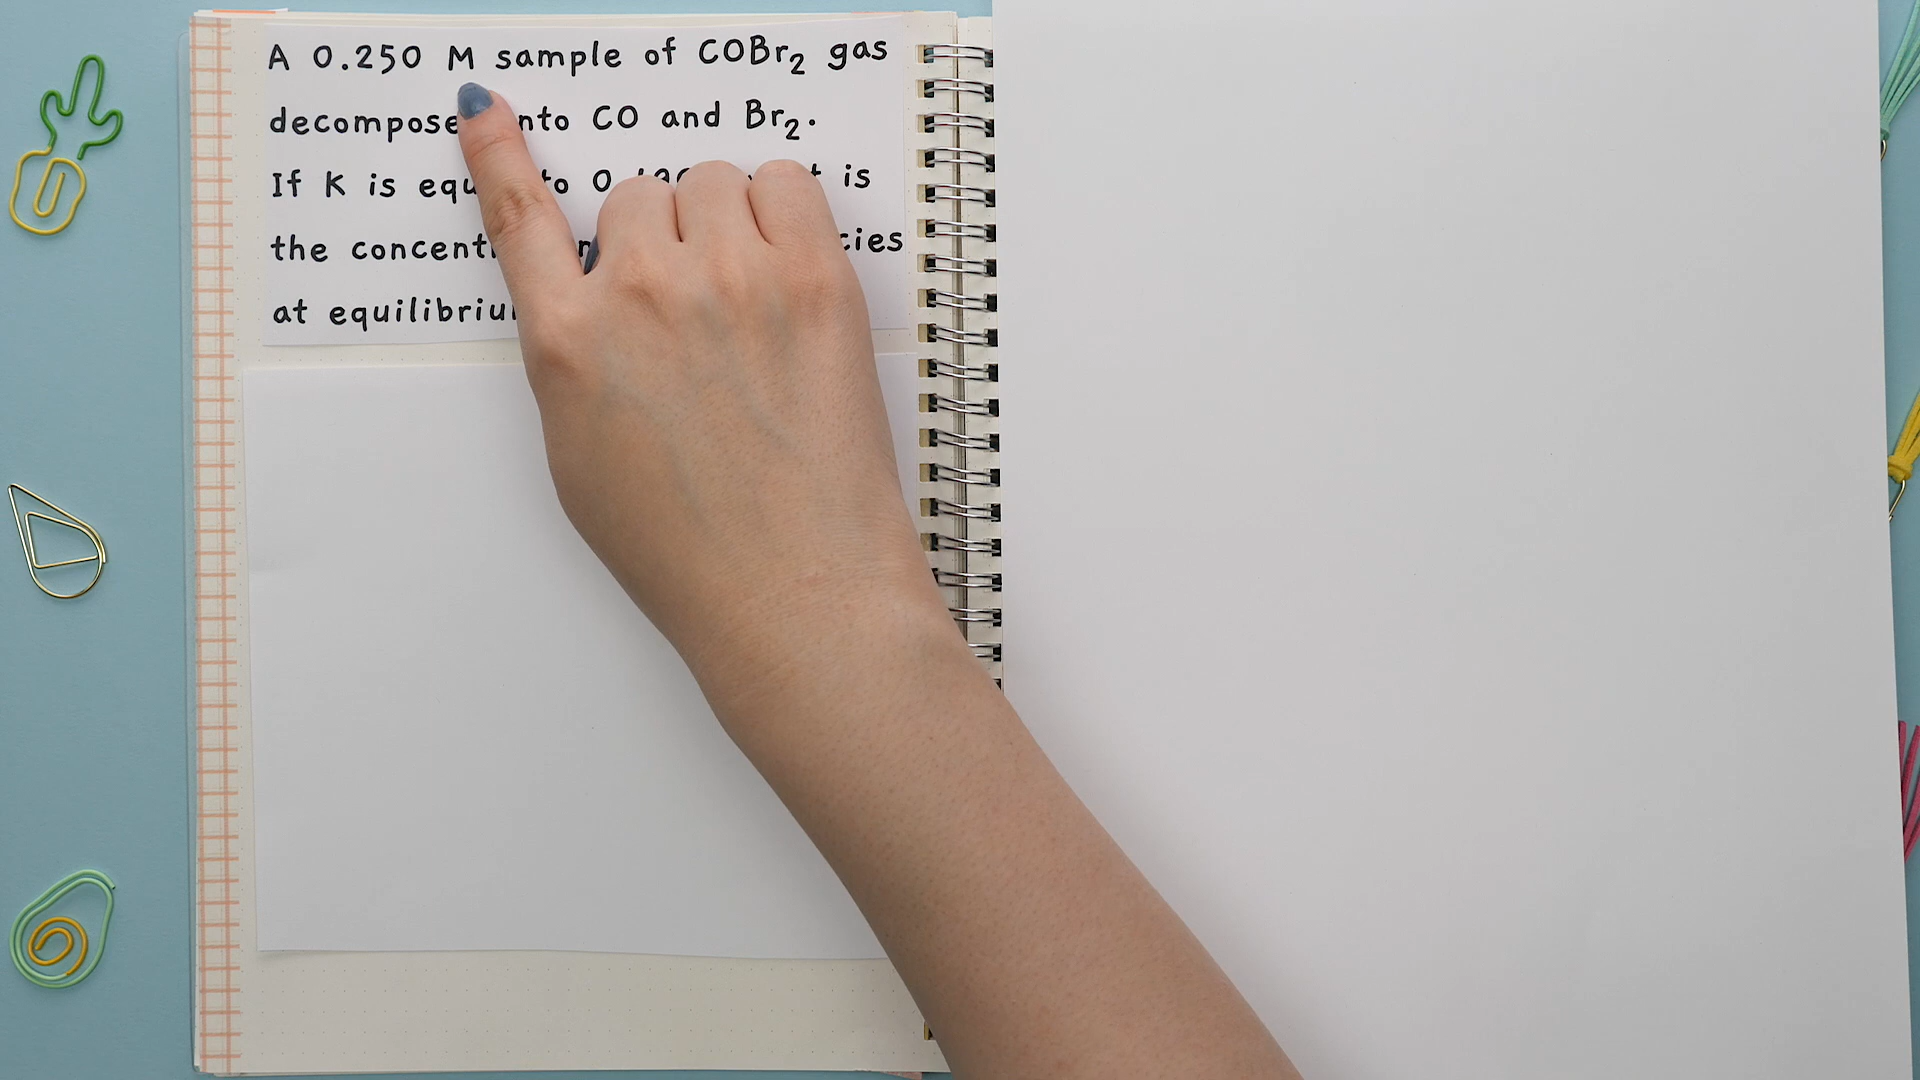 A 0.250 M sample of COBr₂ gas
decompose nto CO and Br₂.
If K is equ to 0. is
the concent cies
at equilibriu